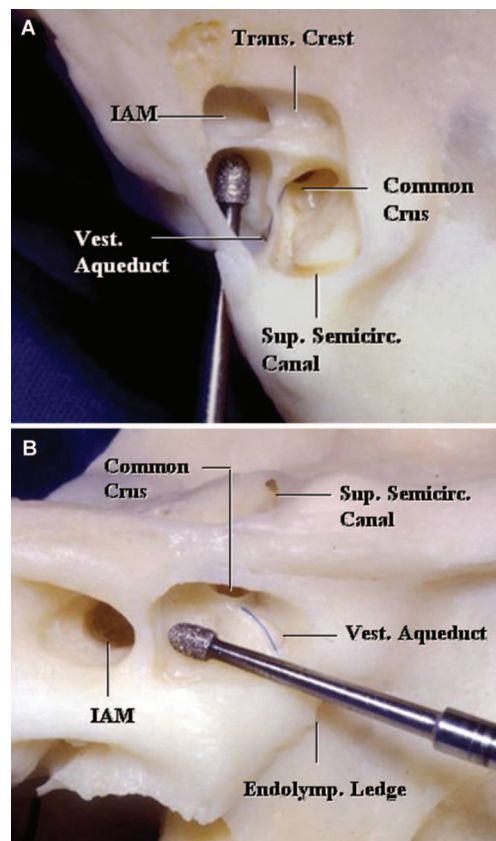 A
Trans. Crest
IAM
Common
Crus
Vest.
Aqueduct
Sup. Semicirc.
Canal
B
Common
Crus
Sup. Semicirc.
Canal
Vest. Aqueduct
IAM
Endolymp. Ledge